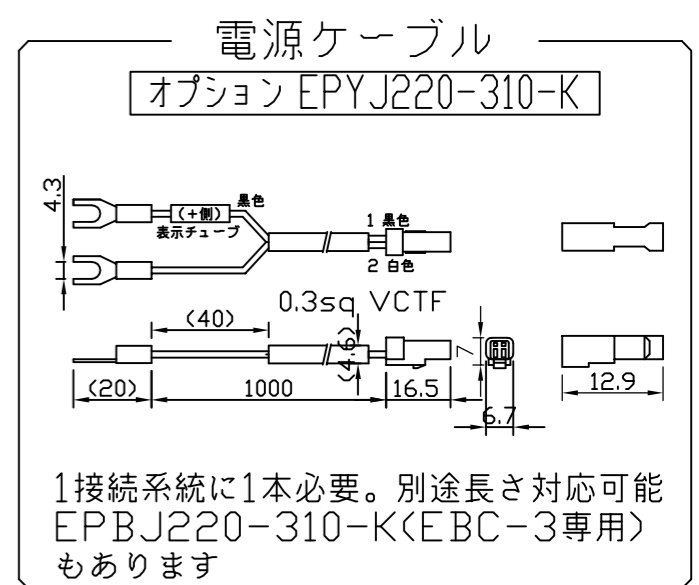 電源ケーブル
オプション EPYJ220-310-K
4.3
(+側)
黒色
表示チューブ
1 黒色
2 白色
0.3sq VCTF
(40)
(4.6)
7
(20)
1000
16.5
6.7
12.9
1接続系統に1本必要。別途長さ対応可能
EPBJ220-310-K(EBC-3専用)
もあります